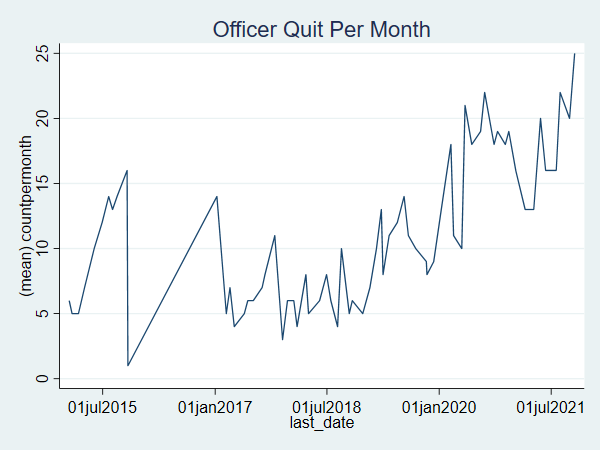 Officer Quit Per Month
(mean) countpermonth
25
20
15
10
5
0
01jul2015 01jan2017 01jul2018 01jan2020 01jul2021
last_date